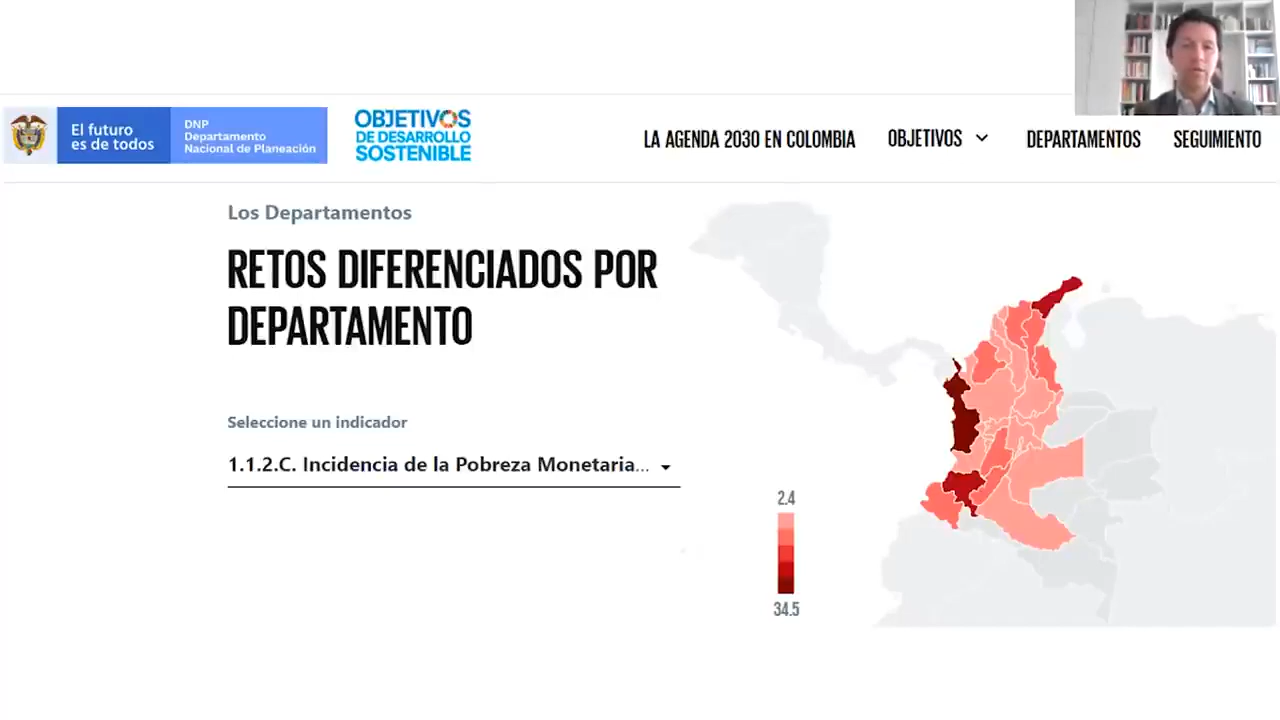 El futuro
es de todos
DNP
Departamento
Nacional de Planeación
OBJETIVOS
DE DESARROLLO
SOSTENIBLE
LA AGENDA 2030 EN COLOMBIA
OBJETIVOS
DEPARTAMENTOS
SEGUIMIENTO
Los Departamentos
RETOS DIFERENCIADOS POR
DEPARTAMENTO
Seleccione un indicador
1.1.2.C. Incidencia de la Pobreza Monetaria...
2.4
34.5